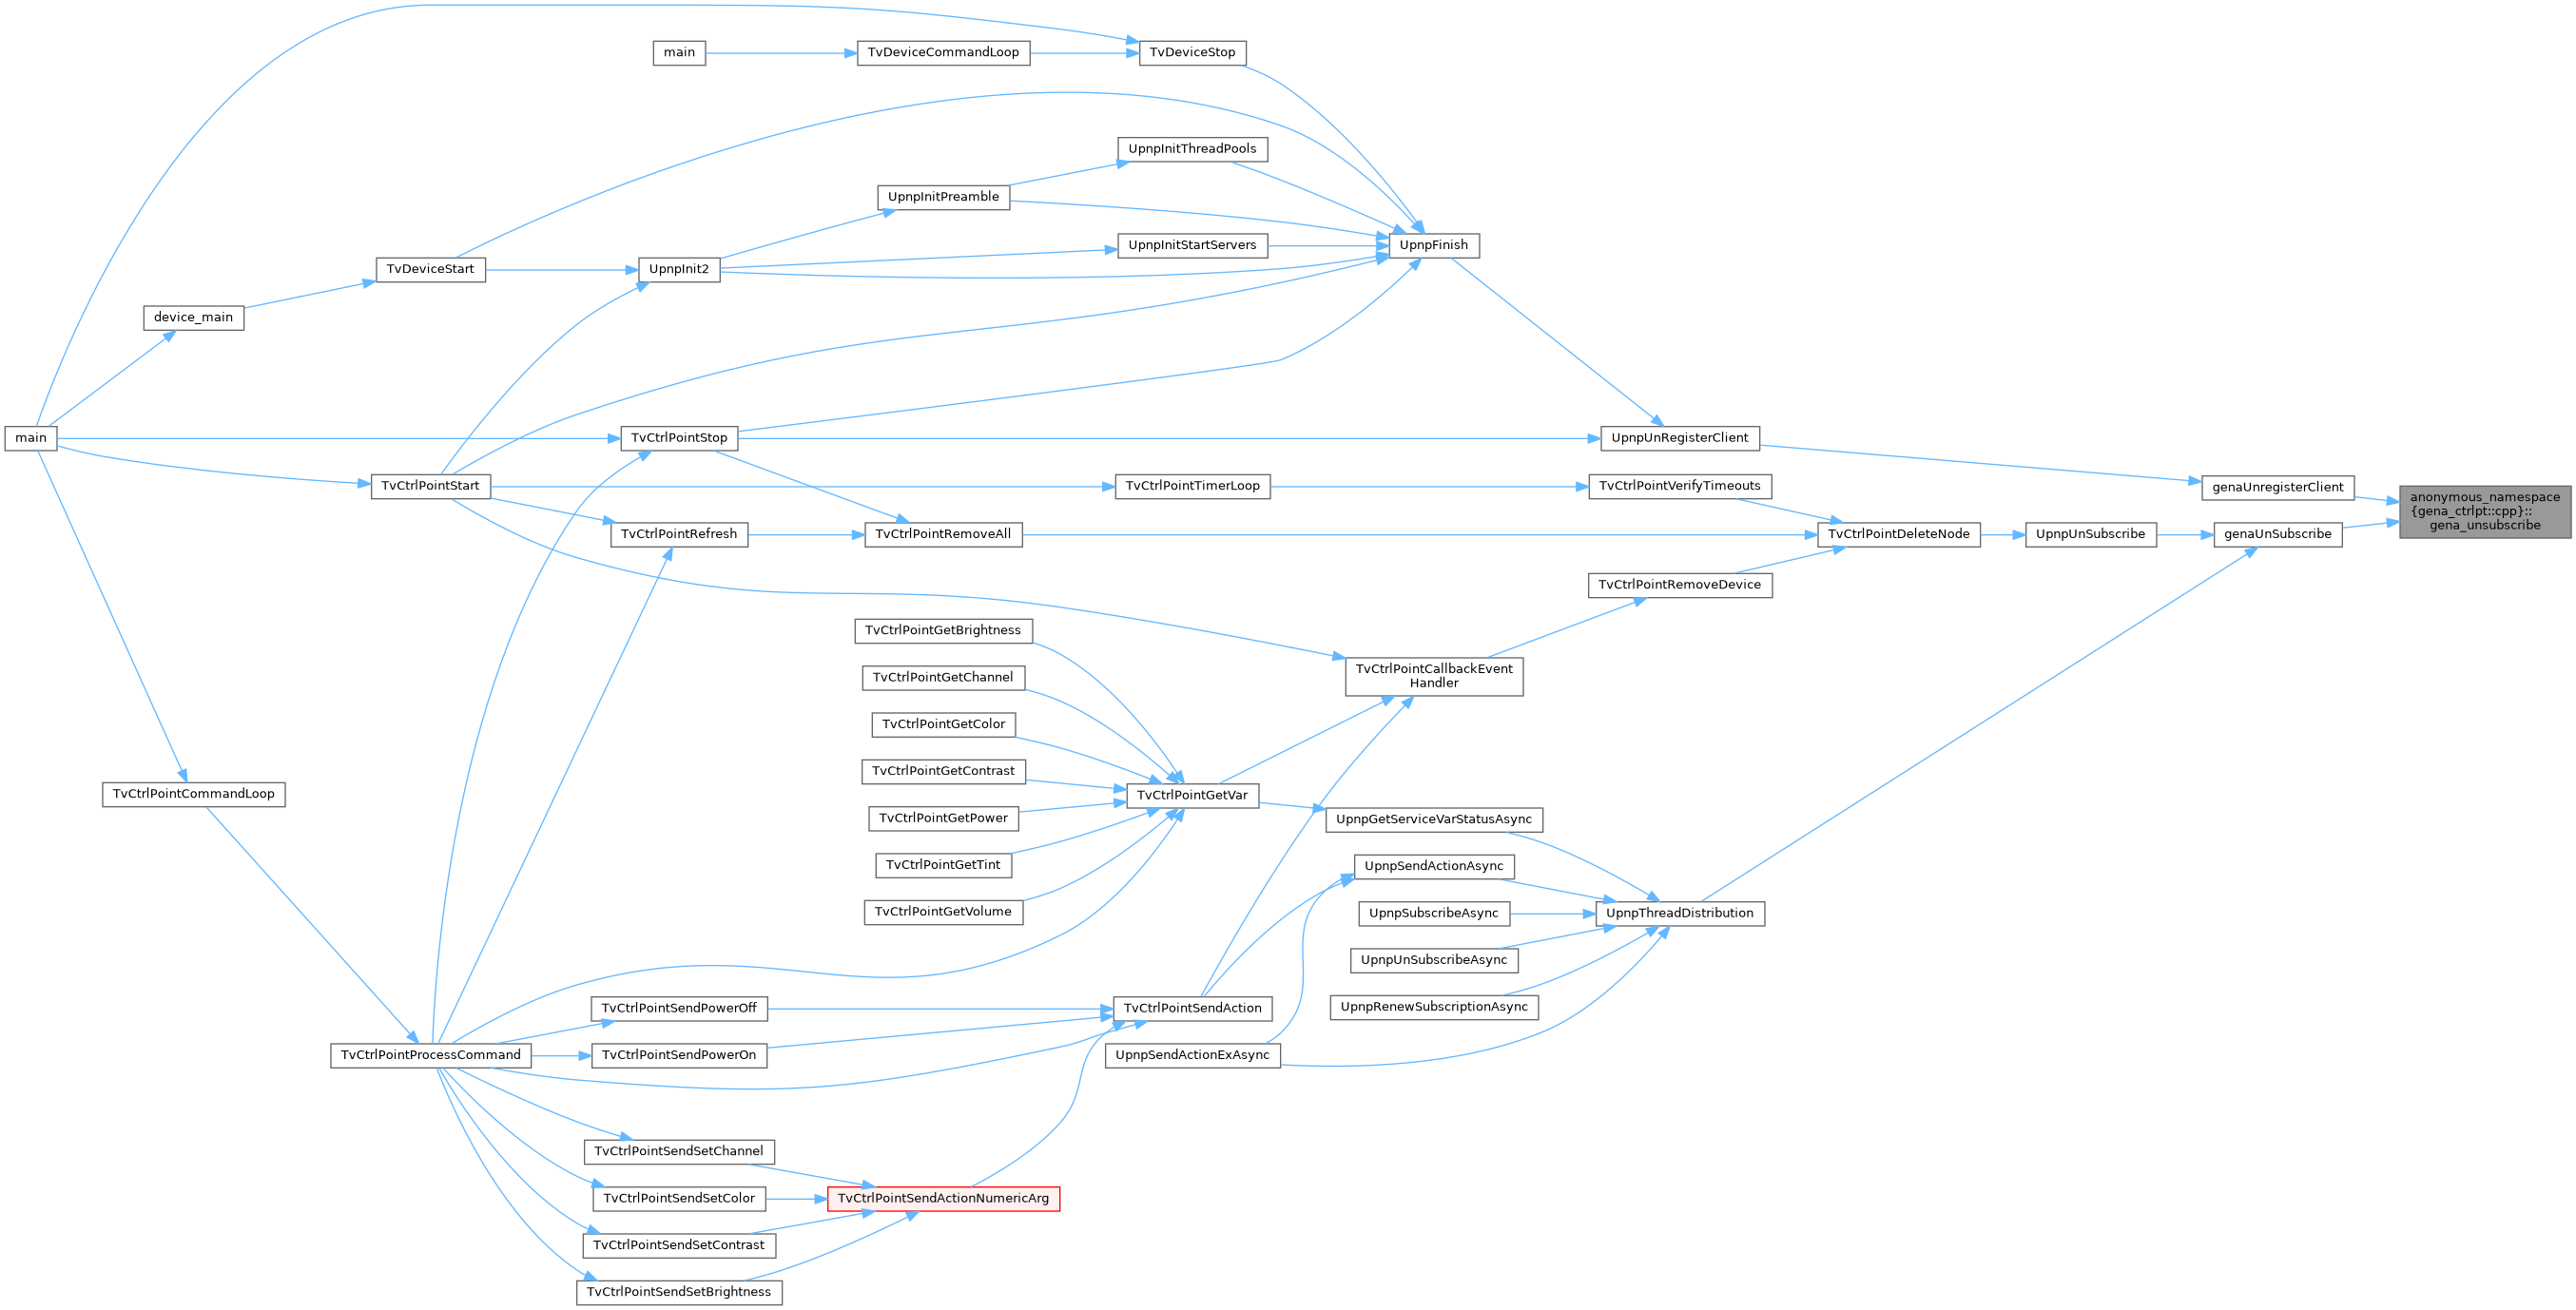 main
TvDeviceCommandLoop
TvDeviceStop
UpnpInitThreadPools
UpnpInitPreamble
UpnpInitStartServers
UpnpFinish
TvDeviceStart
UpnpInit2
device_main
main
TvCtrlPointStop
UpnpUnRegisterClient
TvCtrlPointStart
TvCtrlPointTimerLoop
TvCtrlPointVerifyTimeouts
genaUnregisterClient
anonymous_namespace
{gena_ctrlpt::cpp}::
gena_unsubscribe
TvCtrlPointRefresh
TvCtrlPointRemoveAll
TvCtrlPointDeleteNode
UpnpUnSubscribe
genaUnSubscribe
TvCtrlPointRemoveDevice
TvCtrlPointGetBrightness
TvCtrlPointCallbackEvent
Handler
TvCtrlPointGetChannel
TvCtrlPointGetColor
TvCtrlPointGetContrast
TvCtrlPointCommandLoop
TvCtrlPointGetVar
TvCtrlPointGetPower
UpnpGetServiceVarStatusAsync
TvCtrlPointGetTint
UpnpSendActionAsync
TvCtrlPointGetVolume
UpnpSubscribeAsync
UpnpThreadDistribution
UpnpUnSubscribeAsync
UpnpRenewSubscriptionAsync
TvCtrlPointSendPowerOff
TvCtrlPointSendAction
TvCtrlPointProcessCommand
TvCtrlPointSendPowerOn
UpnpSendActionExAsync
TvCtrlPointSendSetChannel
TvCtrlPointSendSetColor
TvCtrlPointSendActionNumericArg
TvCtrlPointSendSetContrast
TvCtrlPointSendSetBrightness